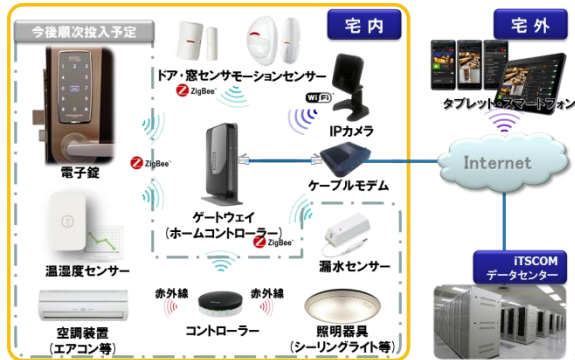 今後順次投入予定
宅内
宅外
ドア・窓センサ
モーションセンサー
ZigBee
WiFi
IPカメラ
タブレット・スマートフォン
電子錠
ZigBee
ゲートウェイ
(ホームコントローラー)
ZigBee
ケーブルモデム
Internet
温湿度センサー
漏水センサー
iTSCOM
データセンター
赤外線
赤外線
空調装置
(エアコン等)
コントローラー
照明器具
(シーリングライト等)